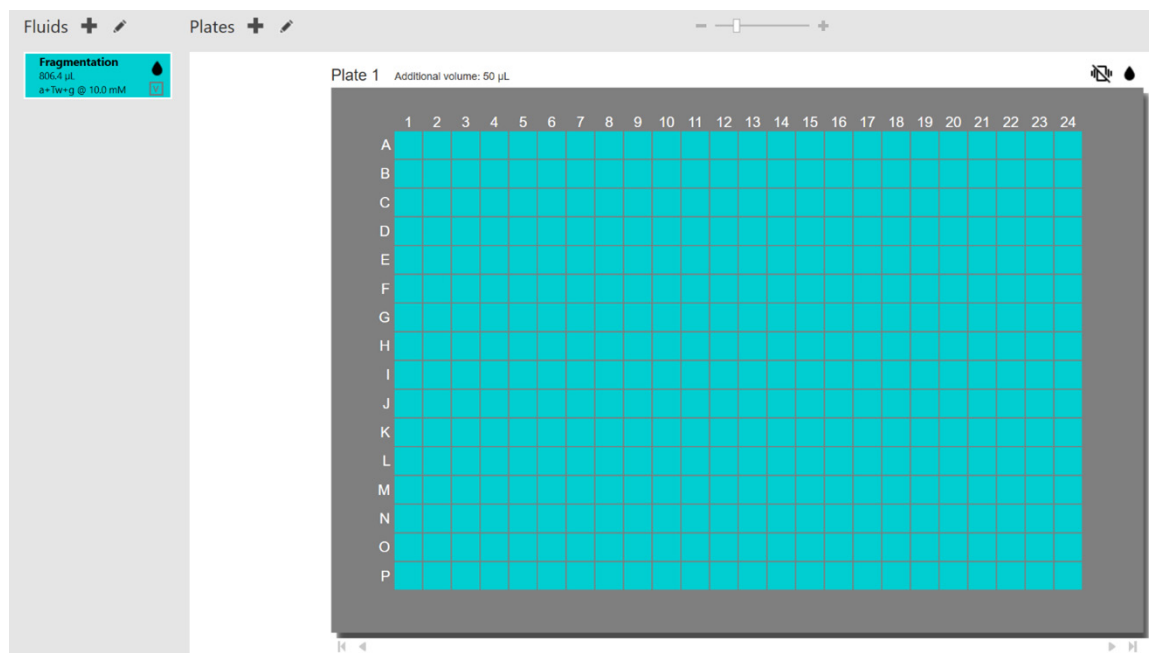 Fluids
Plates
Fragmentation
806.4 µL
a+Tw+g @ 10.0 mM
V
Plate 1 Additional volume: 50 µL
1 2 3 4 5 6 7 8 9 10 11 12 13 14 15 16 17 18 19 20 21 22 23 24
A
B
C
D
E
F
G
H
I
J
K
L
M
N
O
P